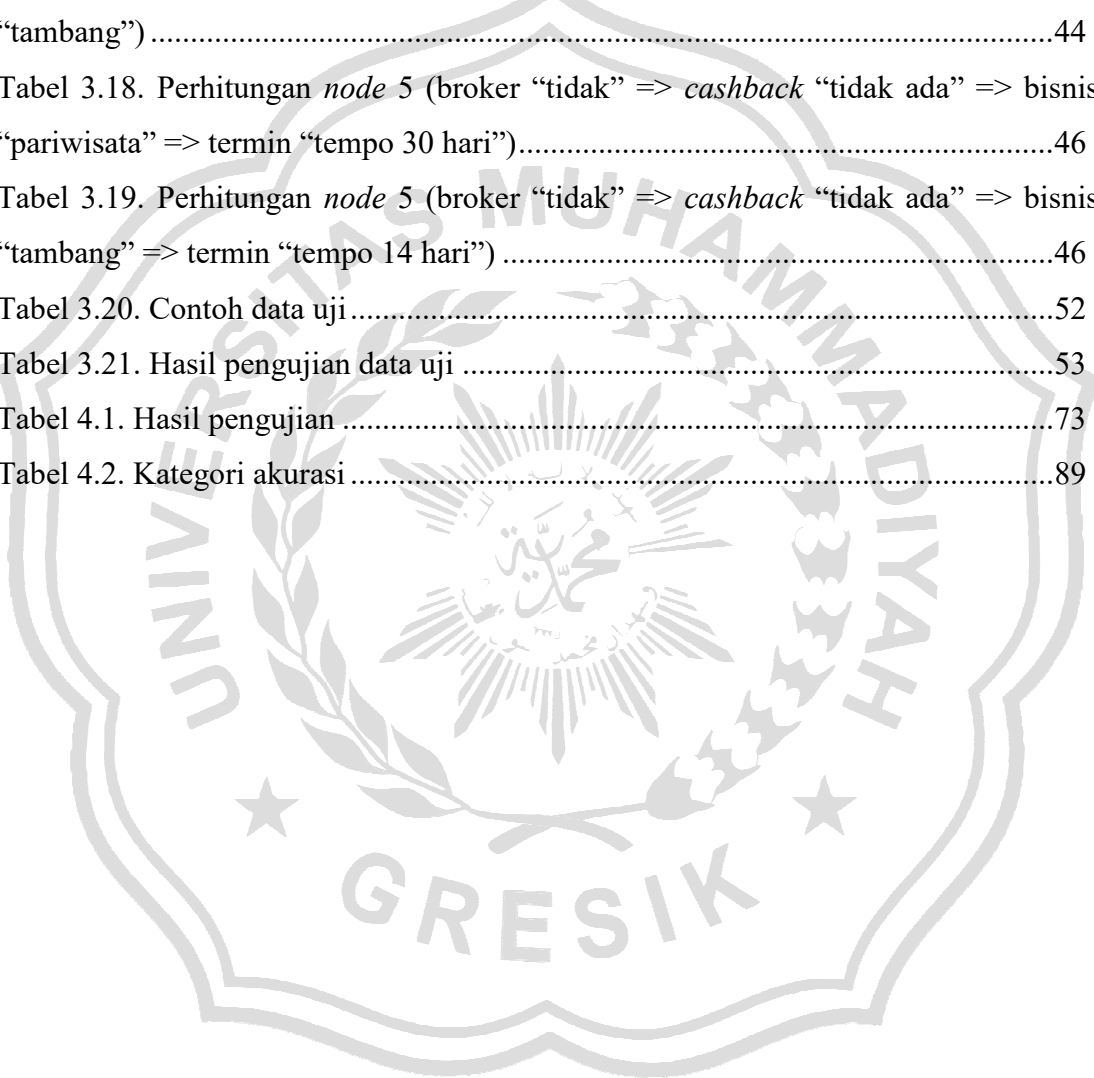 “tambang”) ..........44
Tabel 3.18. Perhitungan node 5 (broker “tidak” => cashback “tidak ada” => bisnis
“pariwisata” => termin “tempo 30 hari”)..........46
Tabel 3.19. Perhitungan node 5 (broker “tidak” => cashback “tidak ada” => bisnis
“tambang” => termin “tempo 14 hari”) ..........46
Tabel 3.20. Contoh data uji ..........52
Tabel 3.21. Hasil pengujian data uji ..........53
Tabel 4.1. Hasil pengujian ..........73
Tabel 4.2. Kategori akurasi ..........89
UNIVERSITAS MUHAMMADIYAH
GRESIK